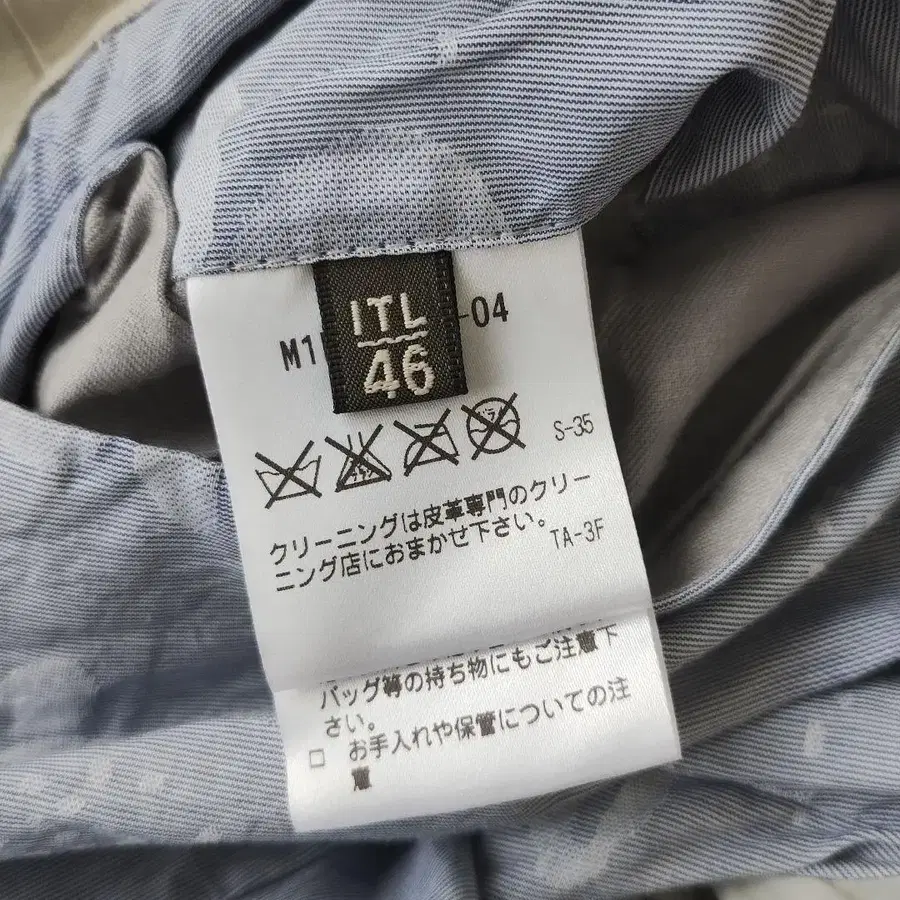 ITL
46
M1
-04
S-35
クリーニングは皮革専門のクリー
ニング店におまかせ下さい。
TA-3F
バッグ等の持ち物にもご注意下
さい。
□ お手入れや保管についての注
意